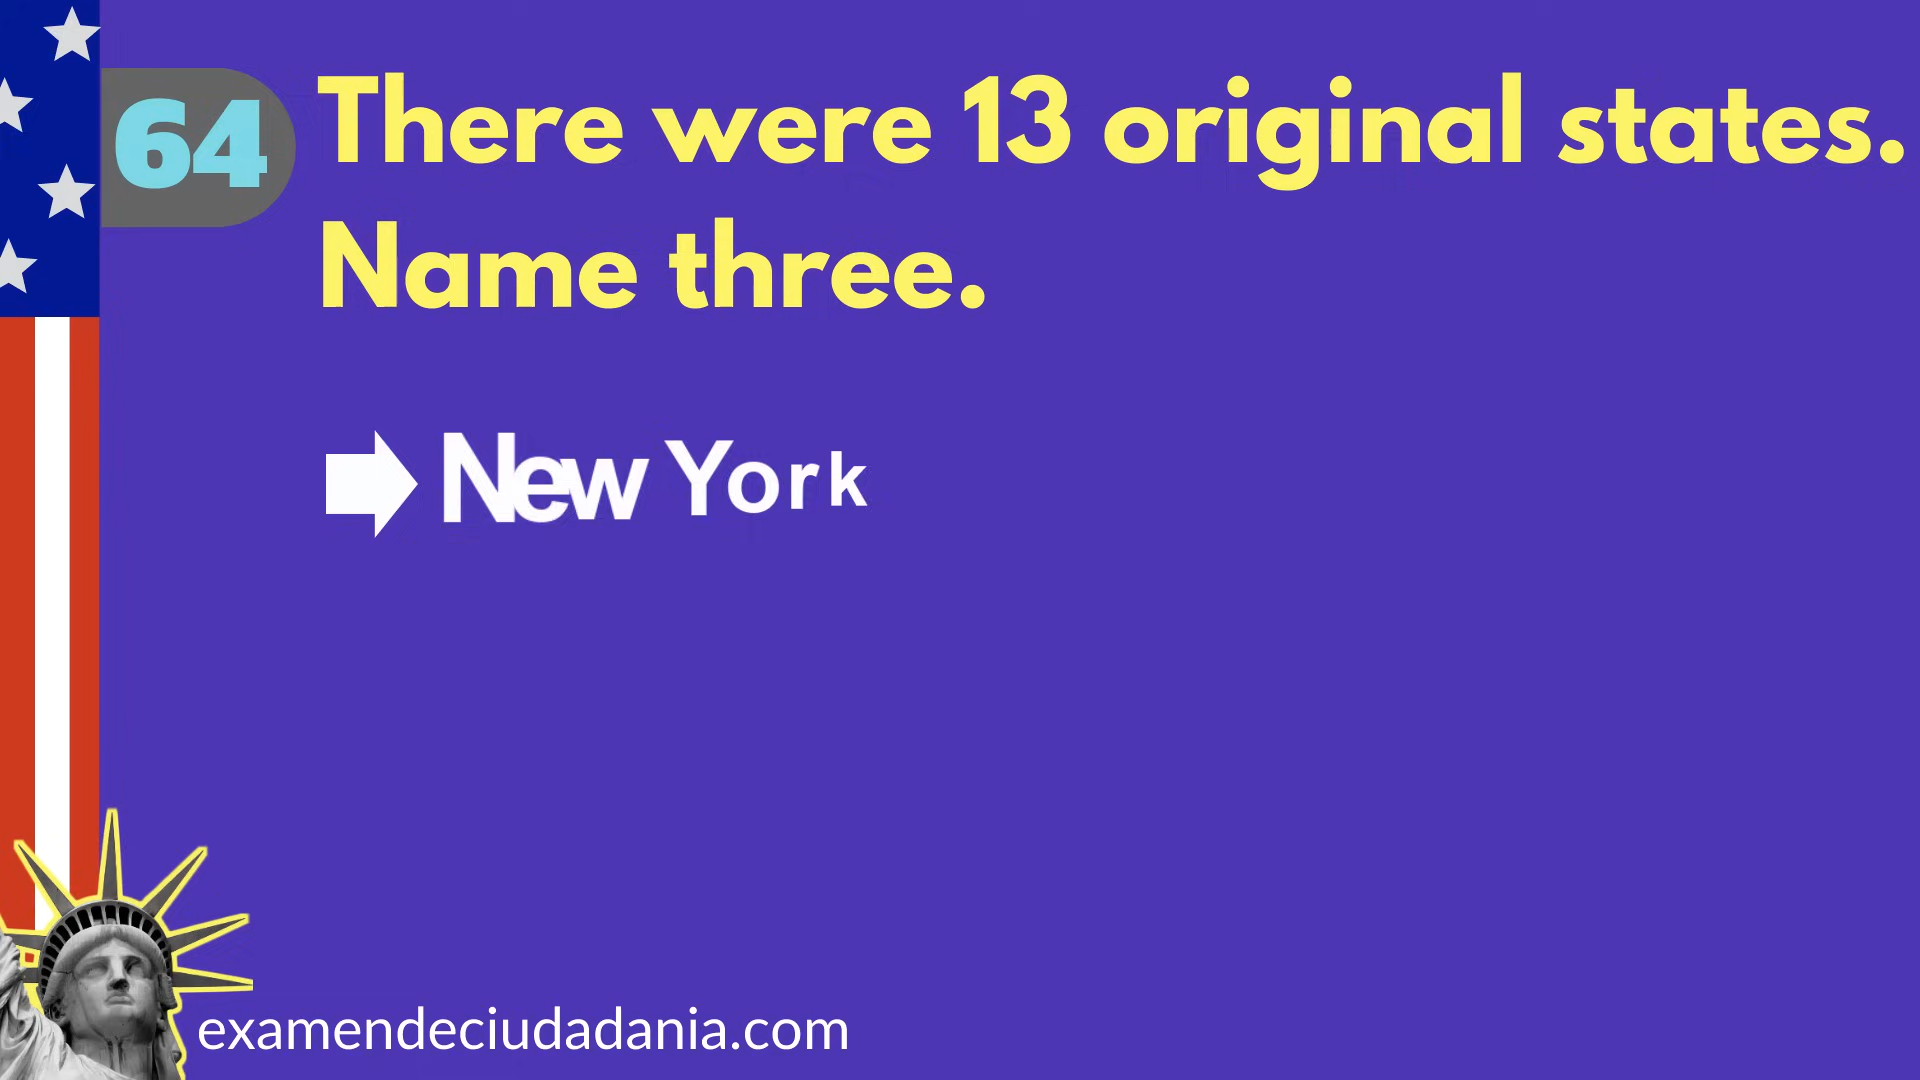 64
There were 13 original states.
Name three.
New York
examendeciudadania.com